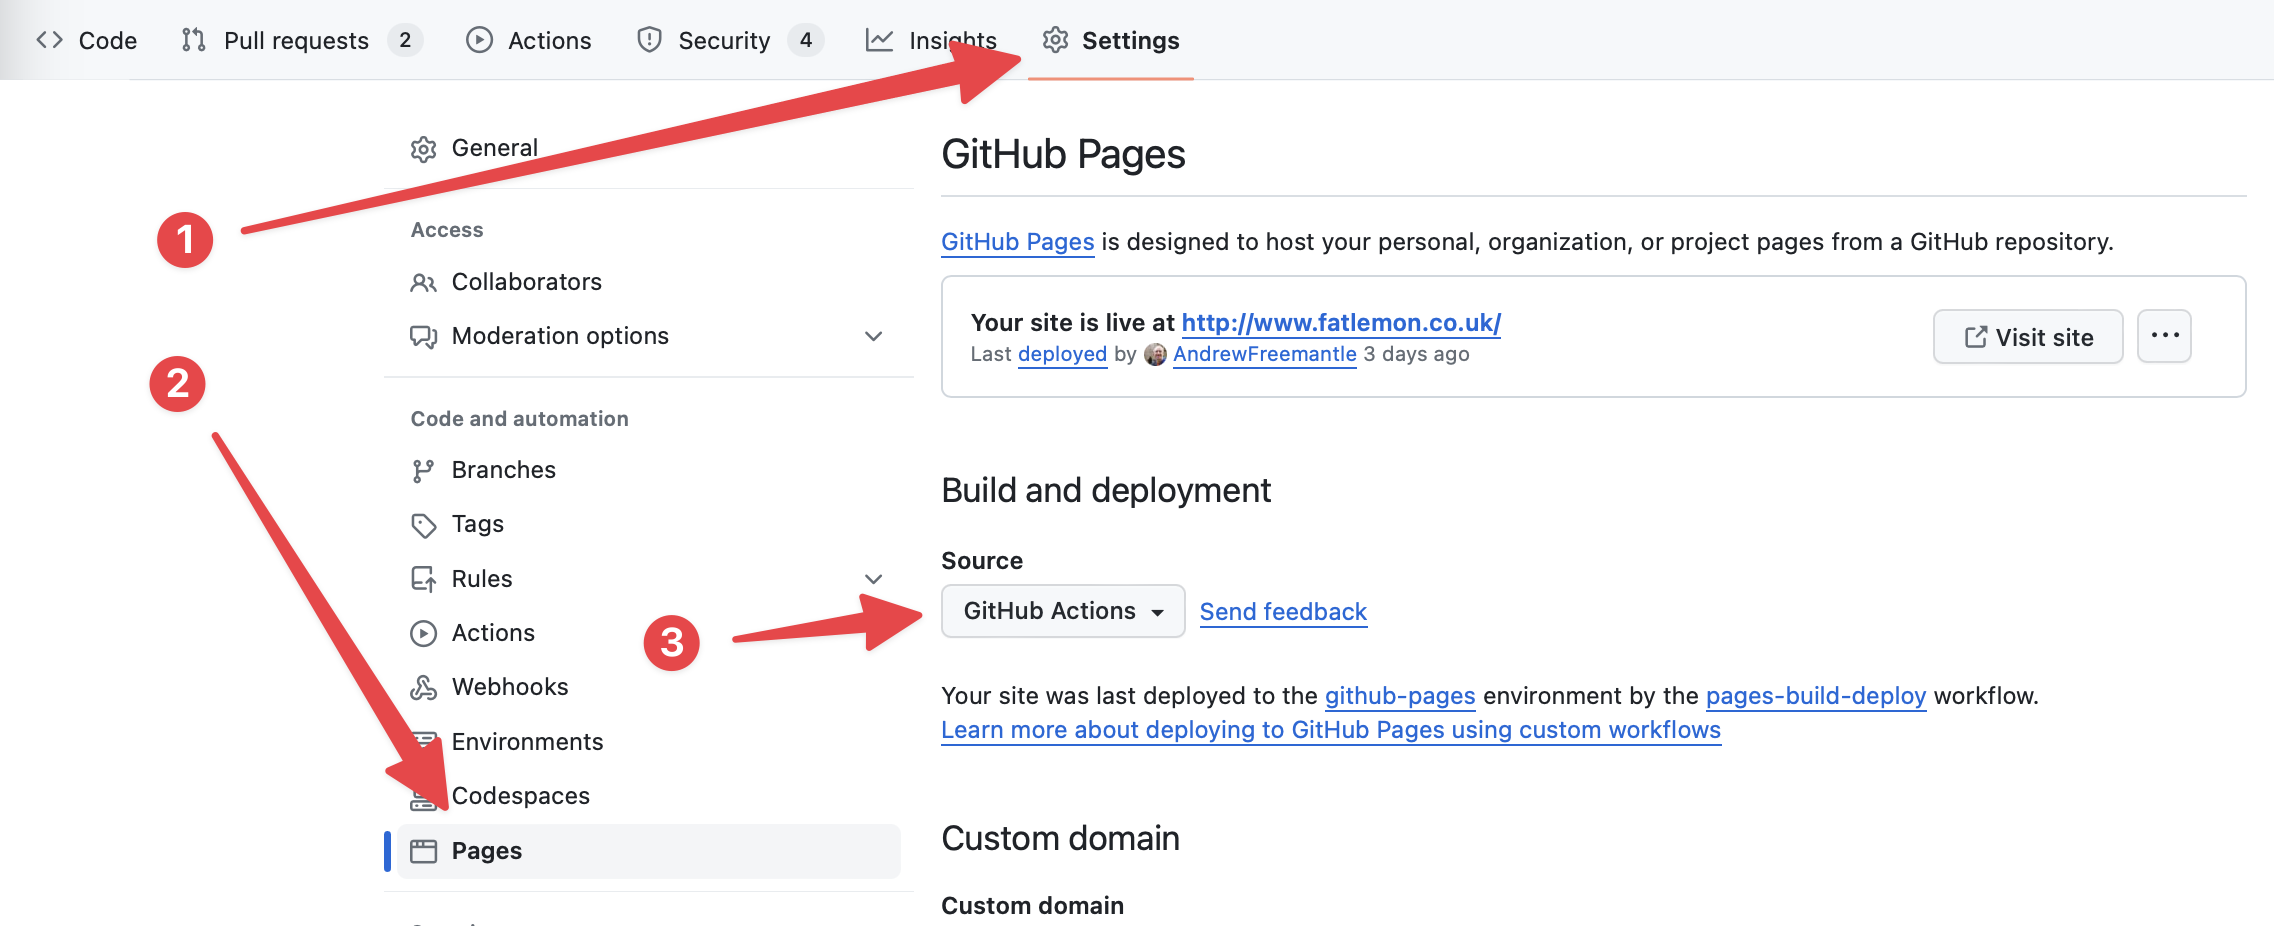 Code Pull requests 2 Actions Security 4 Insights Settings
General
Access
Collaborators
Moderation options
Code and automation
Branches
Tags
Rules
Actions
Webhooks
Environments
Codespaces
Pages
1
2
3
GitHub Pages
GitHub Pages is designed to host your personal, organization, or project pages from a GitHub repository.
Your site is live at http://www.fatlemon.co.uk/
Last deployed by AndrewFreemantle 3 days ago
Visit site
Build and deployment
Source
GitHub Actions Send feedback
Your site was last deployed to the github-pages environment by the pages-build-deploy workflow.
Learn more about deploying to GitHub Pages using custom workflows
Custom domain
Custom domain